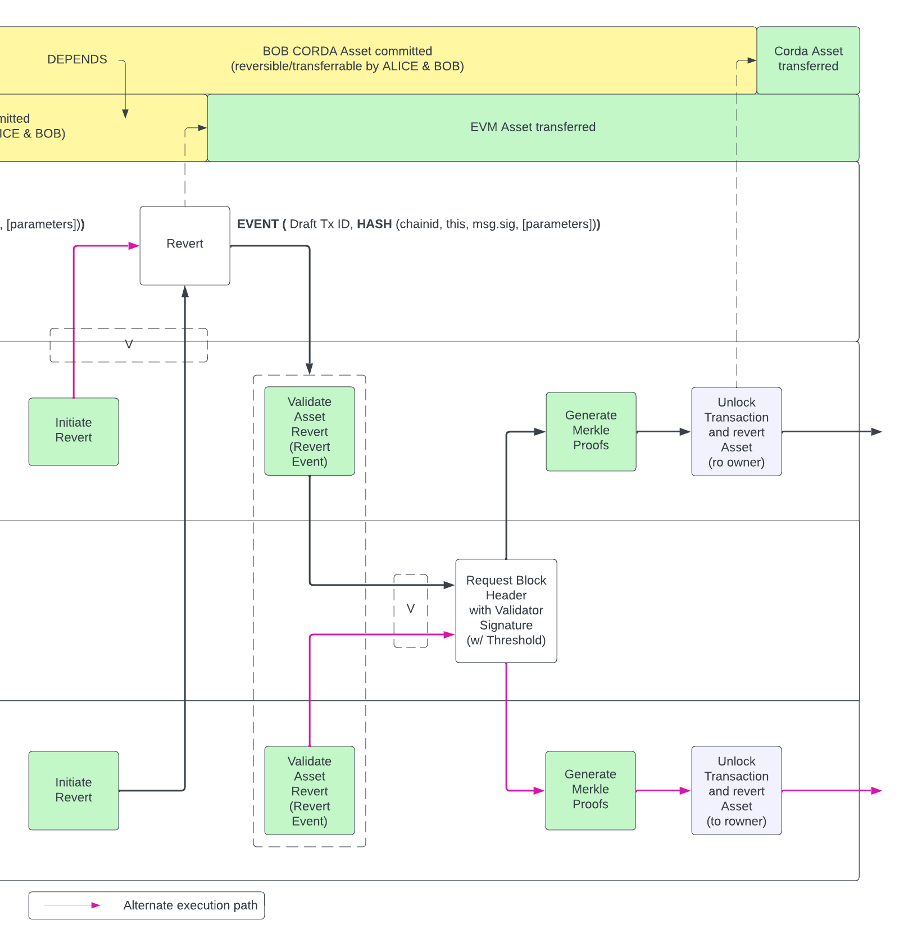 DEPENDS
BOB CORDA Asset committed
(reversible/transferrable by ALICE & BOB)
Corda Asset
transferred
mitted
ICE & BOB)
EVM Asset transferred
, [parameters]))
Revert
EVENT ( Draft Tx ID, HASH (chainid, this, msg.sig, [parameters]))
V
Initiate
Revert
Validate
Asset
Revert
(Revert
Event)
Generate
Merkle
Proofs
Unlock
Transaction
and revert
Asset
(ro owner)
V
Request Block
Header
with Validator
Signature
(w/ Threshold)
Initiate
Revert
Validate
Asset
Revert
(Revert
Event)
Generate
Merkle
Proofs
Unlock
Transaction
and revert
Asset
(to rowner)
Alternate execution path